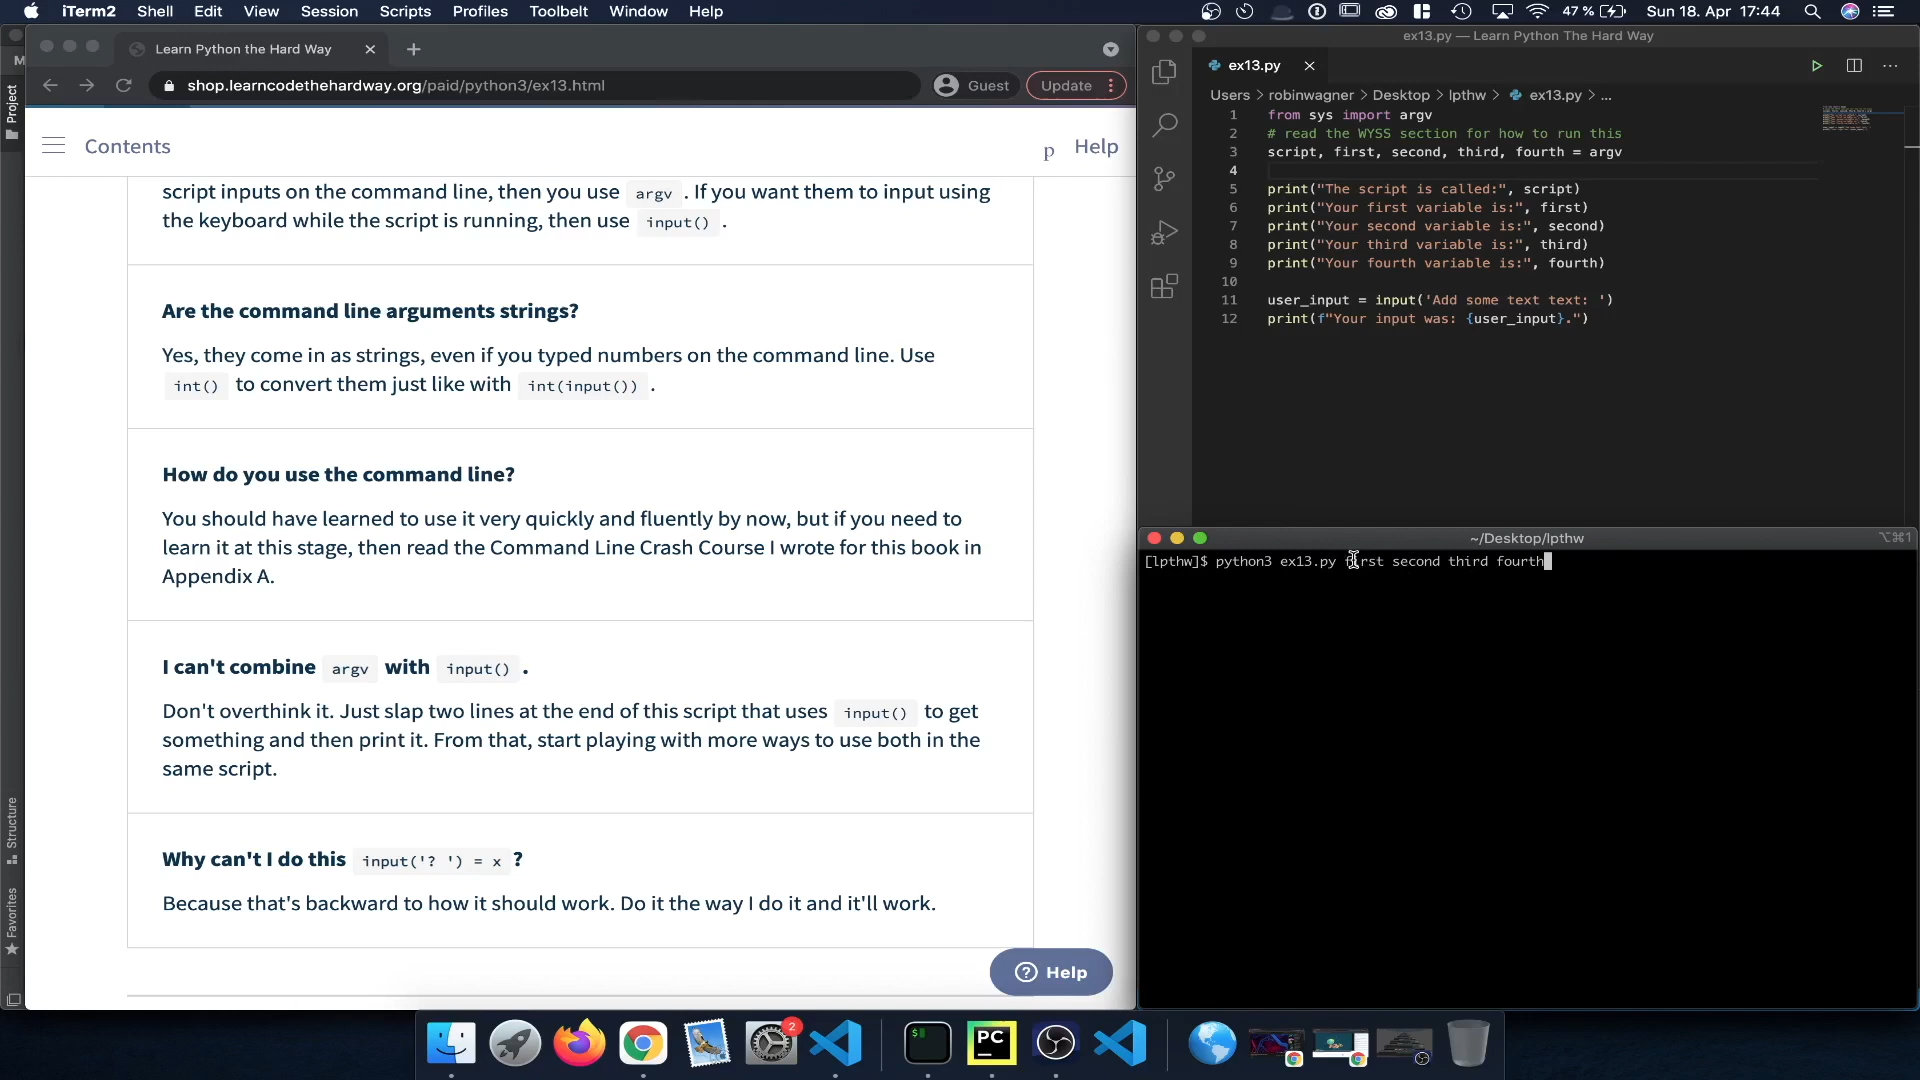 iTerm2 Shell Edit View Session Scripts Profiles Toolbelt Window Help
47 % Sun 18. Apr 17:44
Learn Python the Hard Way
shop.learncodethehardway.org/paid/python3/ex13.html
Guest
Update
M
Project
Structure
Favorites
Contents
p Help
script inputs on the command line, then you use argv . If you want them to input using
the keyboard while the script is running, then use input() .
Are the command line arguments strings?
Yes, they come in as strings, even if you typed numbers on the command line. Use
int() to convert them just like with int(input()) .
How do you use the command line?
You should have learned to use it very quickly and fluently by now, but if you need to
learn it at this stage, then read the Command Line Crash Course I wrote for this book in
Appendix A.
I can't combine argv with input() .
Don't overthink it. Just slap two lines at the end of this script that uses input() to get
something and then print it. From that, start playing with more ways to use both in the
same script.
Why can't I do this input('? ') = x ?
Because that's backward to how it should work. Do it the way I do it and it'll work.
Help
ex13.py — Learn Python The Hard Way
ex13.py
Users > robinwagner > Desktop > lpthw > ex13.py > ...
1 from sys import argv
2 # read the WYSS section for how to run this
3 script, first, second, third, fourth = argv
4
5 print("The script is called:", script)
6 print("Your first variable is:", first)
7 print("Your second variable is:", second)
8 print("Your third variable is:", third)
9 print("Your fourth variable is:", fourth)
10
11 user_input = input('Add some text text: ')
12 print(f"Your input was: {user_input}.")
~/Desktop/lpthw
⌥⌘1
[lpthw]$ python3 ex13.py first second third fourth
2
$
PC